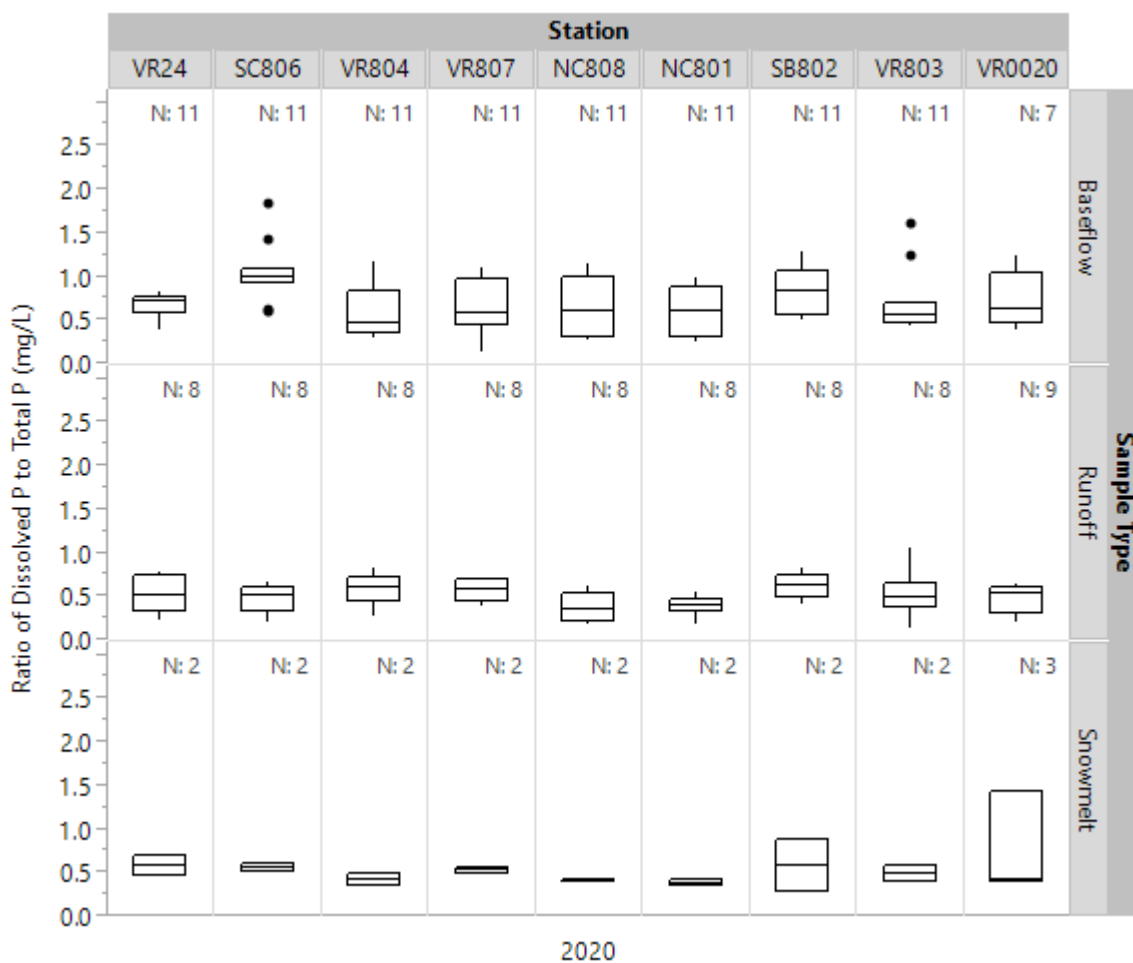 Station
VR24 SC806 VR804 VR807 NC808 NC801 SB802 VR803 VR0020
N: 11 N: 11 N: 11 N: 11 N: 11 N: 11 N: 11 N: 11 N: 7
2.5
2.0
1.5
1.0
0.5
0.0
Baseflow
N: 8 N: 8 N: 8 N: 8 N: 8 N: 8 N: 8 N: 8 N: 9
2.5
2.0
1.5
1.0
0.5
0.0
Runoff
N: 2 N: 2 N: 2 N: 2 N: 2 N: 2 N: 2 N: 2 N: 3
2.5
2.0
1.5
1.0
0.5
0.0
Snowmelt
Ratio of Dissolved P to Total P (mg/L)
Sample Type
2020